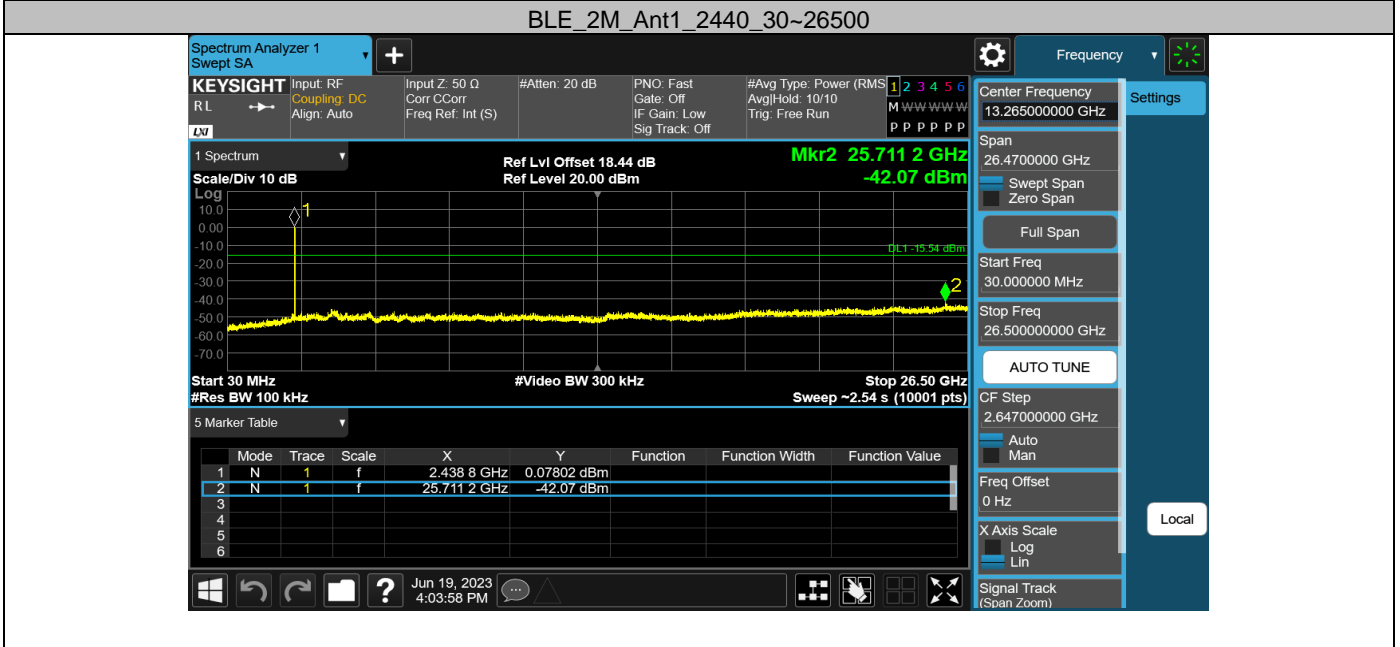 BLE_2M_Ant1_2440_30~26500
Spectrum Analyzer 1
Swept SA
+
Frequency
KEYSIGHT
R L
LXI
Input: RF
Coupling: DC
Align: Auto
Input Z: 50 Ω
Corr CCorr
Freq Ref: Int (S)
#Atten: 20 dB
PNO: Fast
Gate: Off
IF Gain: Low
Sig Track: Off
#Avg Type: Power (RMS
Avg|Hold: 10/10
Trig: Free Run
1 2 3 4 5 6
M W W W W W
P P P P P P
1 Spectrum
Scale/Div 10 dB
Ref Lvl Offset 18.44 dB
Ref Level 20.00 dBm
Mkr2 25.711 2 GHz
-42.07 dBm
Log
10.0
0.00
-10.0
-20.0
-30.0
-40.0
-50.0
-60.0
-70.0
1
DL1 -15.54 dBm
2
Start 30 MHz
#Video BW 300 kHz
Stop 26.50 GHz
#Res BW 100 kHz
Sweep ~2.54 s (10001 pts)
5 Marker Table
Mode Trace Scale X Y Function Function Width Function Value
1 N 1 f 2.438 8 GHz 0.07802 dBm
2 N 1 f 25.711 2 GHz -42.07 dBm
3
4
5
6
Jun 19, 2023
4:03:58 PM
?
Center Frequency
13.265000000 GHz
Settings
Span
26.4700000 GHz
Swept Span
Zero Span
Full Span
Start Freq
30.000000 MHz
Stop Freq
26.500000000 GHz
AUTO TUNE
CF Step
2.647000000 GHz
Auto
Man
Freq Offset
0 Hz
X Axis Scale
Log
Lin
Local
Signal Track
(Span Zoom)